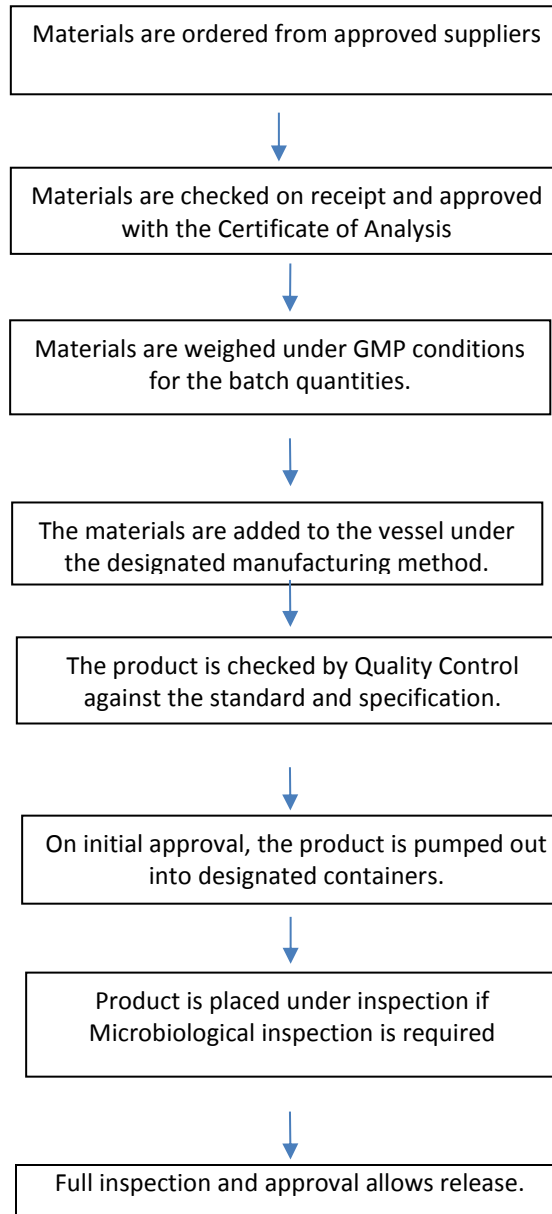 Materials are ordered from approved suppliers
Materials are checked on receipt and approved
with the Certificate of Analysis
Materials are weighed under GMP conditions
for the batch quantities.
The materials are added to the vessel under
the designated manufacturing method.
The product is checked by Quality Control
against the standard and specification.
On initial approval, the product is pumped out
into designated containers.
Product is placed under inspection if
Microbiological inspection is required
Full inspection and approval allows release.